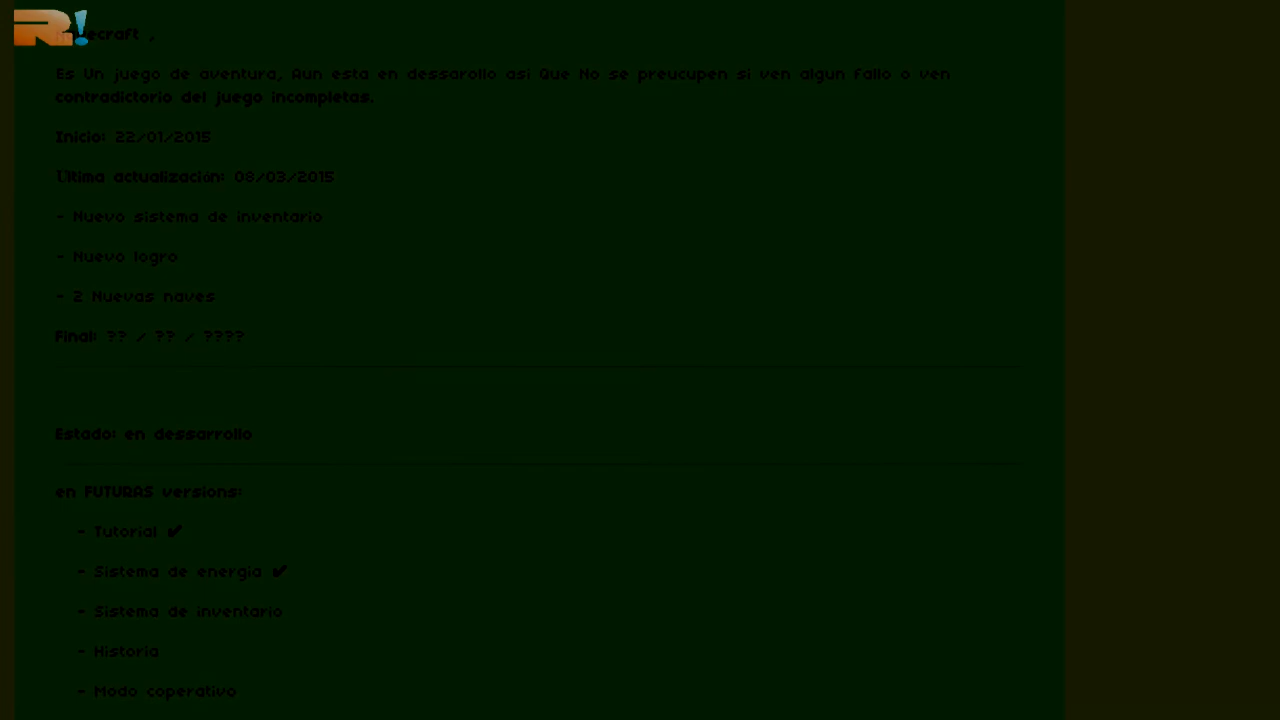 R!
ecraft ,
Es Un juego de aventura, Aun esta en dessarollo asi Que No se preucupen si ven algun fallo o ven
contradictorio del juego incompletas.
Inicio: 22/01/2015
Última actualización: 08/03/2015
- Nuevo sistema de inventario
- Nuevo logro
- 2 Nuevas naves
Final: ?? / ?? / ????
Estado: en dessarrollo
en FUTURAS versions:
- Tutorial ✔
- Sistema de energia ✔
- Sistema de inventario
- Historia
- Modo coperativo